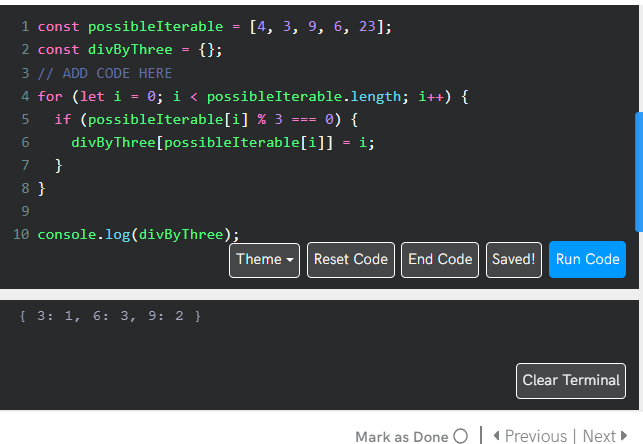 1 const possibleIterable = [4, 3, 9, 6, 23];
2 const divByThree = {};
3 // ADD CODE HERE
4 for (let i = 0; i < possibleIterable.length; i++) {
5   if (possibleIterable[i] % 3 === 0) {
6     divByThree[possibleIterable[i]] = i;
7   }
8 }
9
10 console.log(divByThree);
Theme Reset Code End Code Saved! Run Code
{ 3: 1, 6: 3, 9: 2 }
Clear Terminal
Mark as Done | Previous | Next